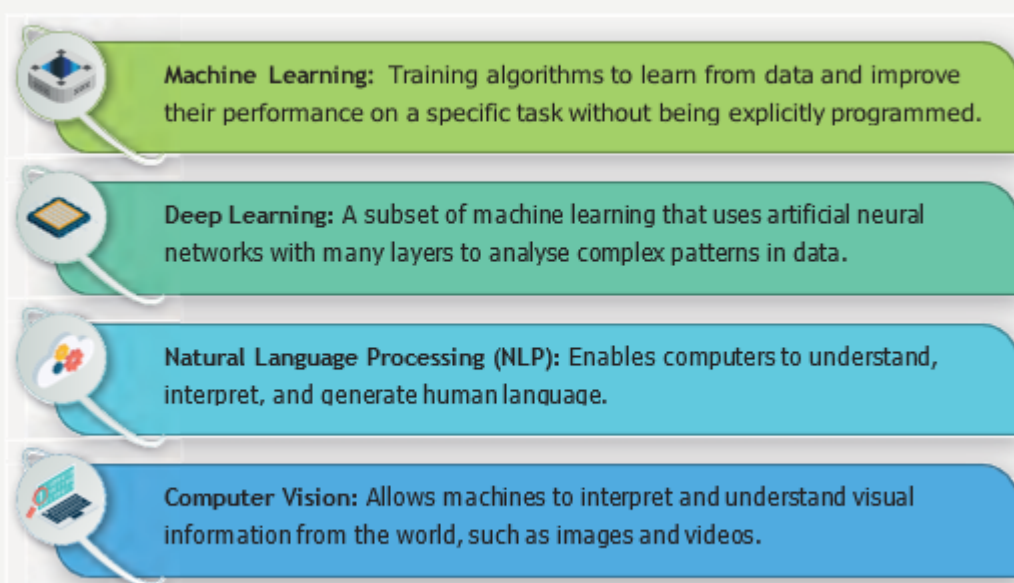 Machine Learning: Training algorithms to learn from data and improve
their performance on a specific task without being explicitly programmed.
Deep Learning: A subset of machine learning that uses artificial neural
networks with many layers to analyse complex patterns in data.
Natural Language Processing (NLP): Enables computers to understand,
interpret, and generate human language.
Computer Vision: Allows machines to interpret and understand visual
information from the world, such as images and videos.